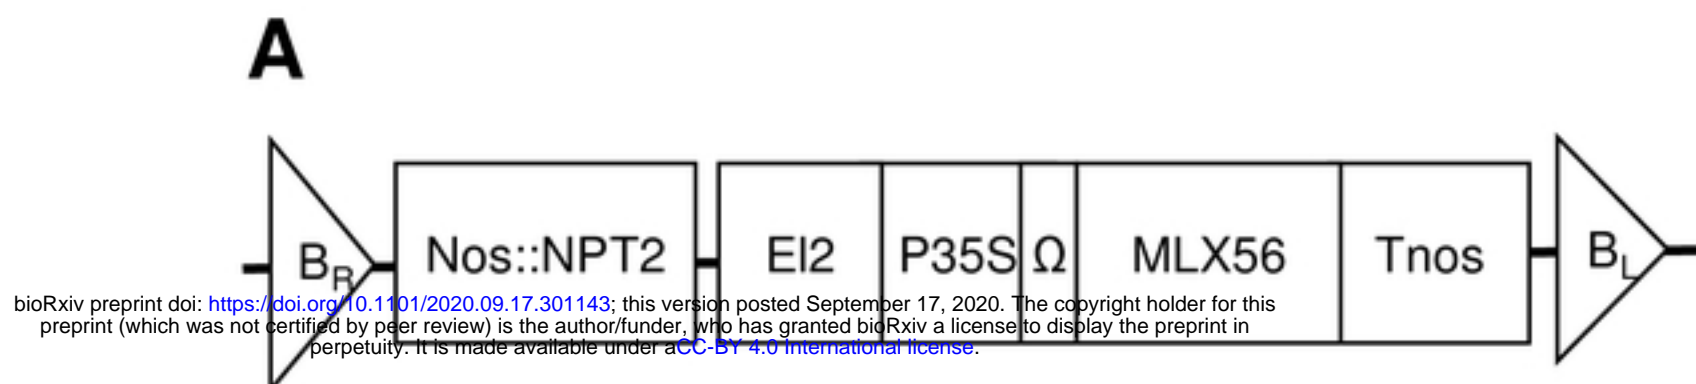 A
B_R Nos::NPT2 El2 P35S Ω MLX56 Tnos B_L
bioRxiv preprint doi: https://doi.org/10.1101/2020.09.17.301143; this version posted September 17, 2020. The copyright holder for this
preprint (which was not certified by peer review) is the author/funder, who has granted bioRxiv a license to display the preprint in
perpetuity. It is made available under aCC-BY 4.0 International license.